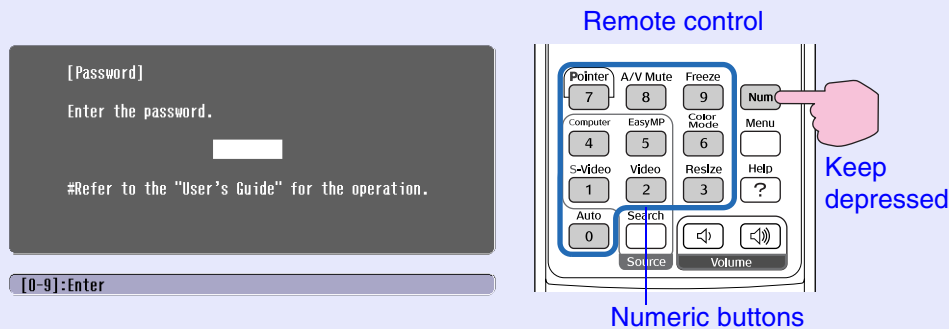 Remote control
[Password]
Enter the password.
#Refer to the "User's Guide" for the operation.
[0-9]:Enter
Pointer A/V Mute Freeze
7 8 9 Num
Computer EasyMP Color Mode Menu
4 5 6
S-Video Video Resize Help
1 2 3 ?
Auto Search
0
Source Volume
Keep
depressed
Numeric buttons